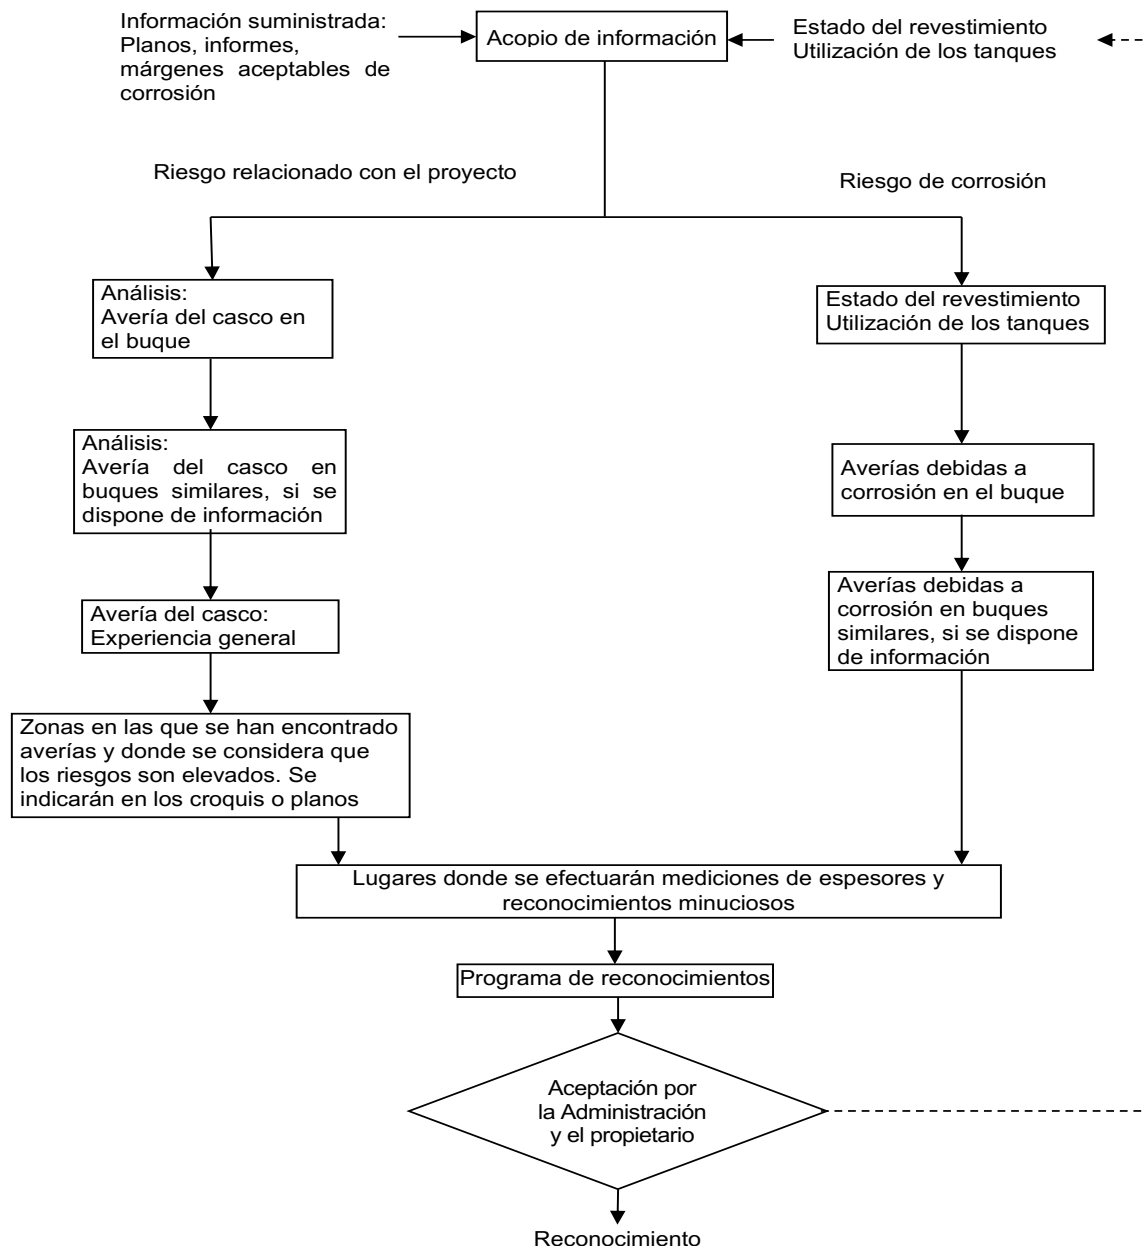 Información suministrada:
Planos, informes,
márgenes aceptables de
corrosión
Acopio de información
Estado del revestimiento
Utilización de los tanques
Riesgo relacionado con el proyecto
Riesgo de corrosión
Análisis:
Avería del casco en
el buque
Estado del revestimiento
Utilización de los tanques
Análisis:
Avería del casco en
buques similares, si se
dispone de información
Averías debidas a
corrosión en el buque
Avería del casco:
Experiencia general
Averías debidas a
corrosión en buques
similares, si se dispone
de información
Zonas en las que se han encontrado
averías y donde se considera que
los riesgos son elevados. Se
indicarán en los croquis o planos
Lugares donde se efectuarán mediciones de espesores y
reconocimientos minuciosos
Programa de reconocimientos
Aceptación por
la Administración
y el propietario
Reconocimiento